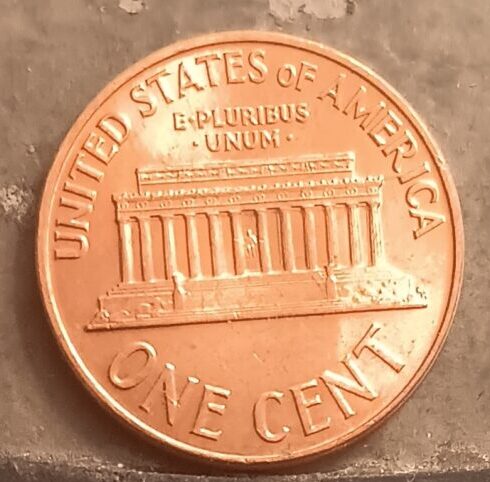 UNITED STATES OF AMERICA
E·PLURIBUS
·UNUM·
ONE CENT